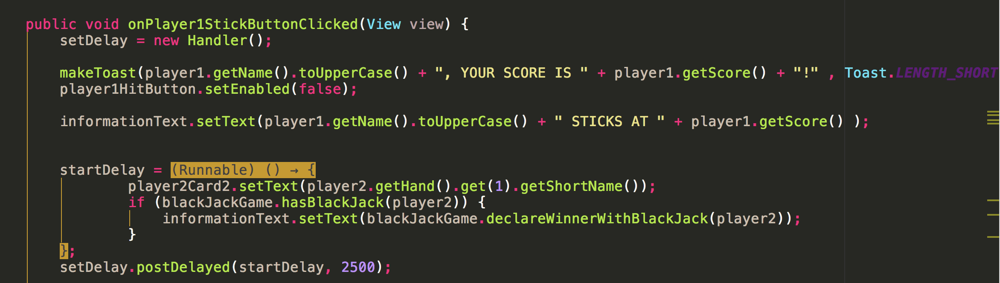 public void onPlayer1StickButtonClicked(View view) {
setDelay = new Handler();
makeToast(player1.getName().toUpperCase() + ", YOUR SCORE IS " + player1.getScore() + "!" , Toast.LENGTH_SHORT
player1HitButton.setEnabled(false);
informationText.setText(player1.getName().toUpperCase() + " STICKS AT " + player1.getScore() );
startDelay = (Runnable) () → {
player2Card2.setText(player2.getHand().get(1).getShortName());
if (blackJackGame.hasBlackJack(player2)) {
informationText.setText(blackJackGame.declareWinnerWithBlackJack(player2));
}
};
setDelay.postDelayed(startDelay, 2500);